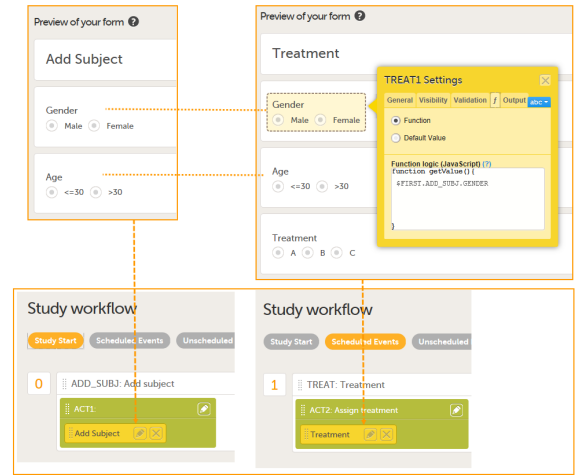 Preview of your form ?
Add Subject
Gender
Male Female
Age
<=30 >30
Preview of your form ?
Treatment
Gender
Male Female
Age
<=30 >30
Treatment
A B C
TREAT1 Settings
General Visibility Validation ƒ Output abc
Function
Default Value
Function logic (JavaScript) (?)
function getValue(){
$FIRST.ADD_SUBJ.GENDER
}
Study workflow
Study Start Scheduled Events Unscheduled
0 ADD_SUBJ: Add subject
ACT1:
Add Subject
Study workflow
Study Start Scheduled Events Unscheduled
1 TREAT: Treatment
ACT2: Assign treatment
Treatment